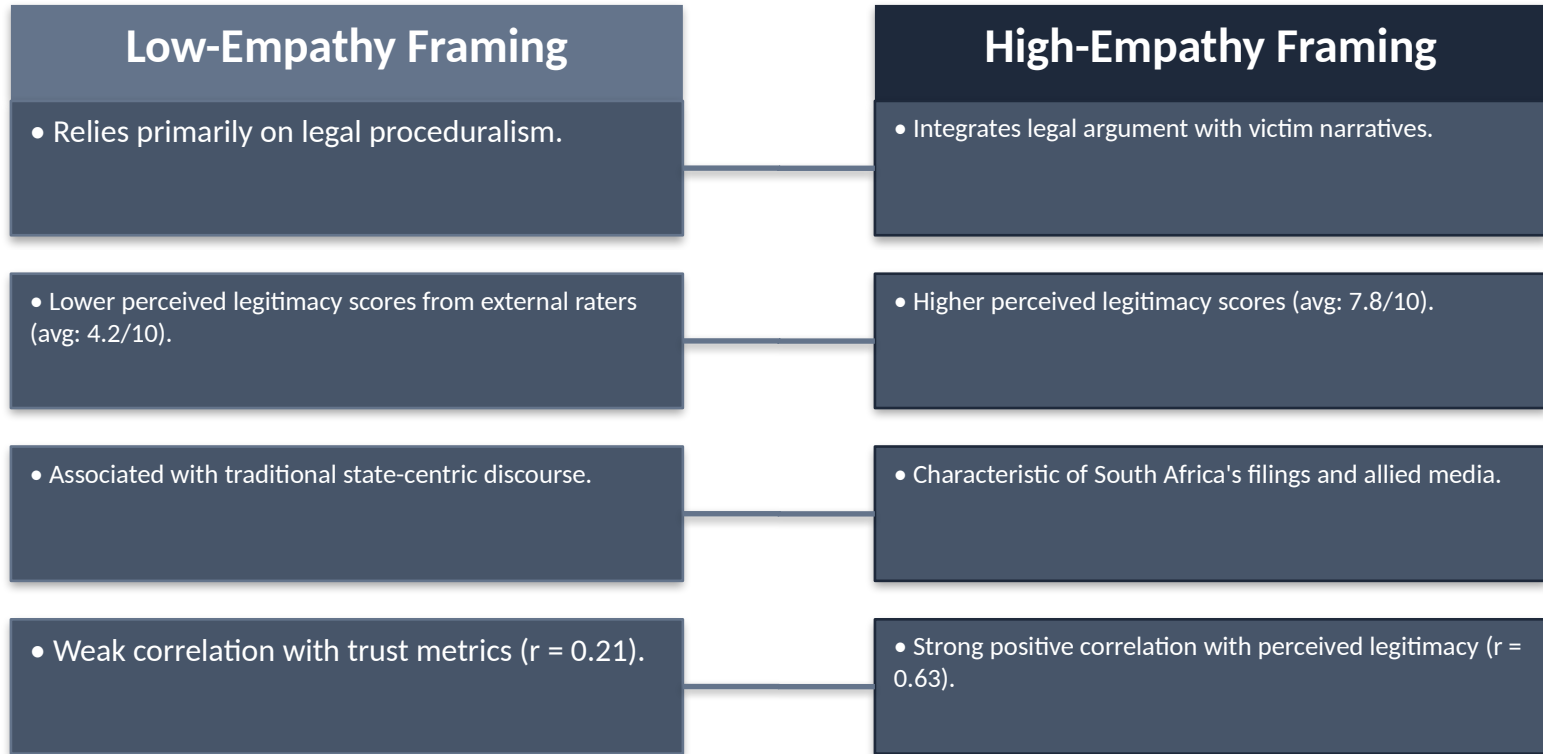 Low-Empathy Framing
High-Empathy Framing
• Relies primarily on legal proceduralism.
• Integrates legal argument with victim narratives.
• Lower perceived legitimacy scores from external raters
(avg: 4.2/10).
• Higher perceived legitimacy scores (avg: 7.8/10).
• Associated with traditional state-centric discourse.
• Characteristic of South Africa's filings and allied media.
• Weak correlation with trust metrics (r = 0.21).
• Strong positive correlation with perceived legitimacy (r =
0.63).